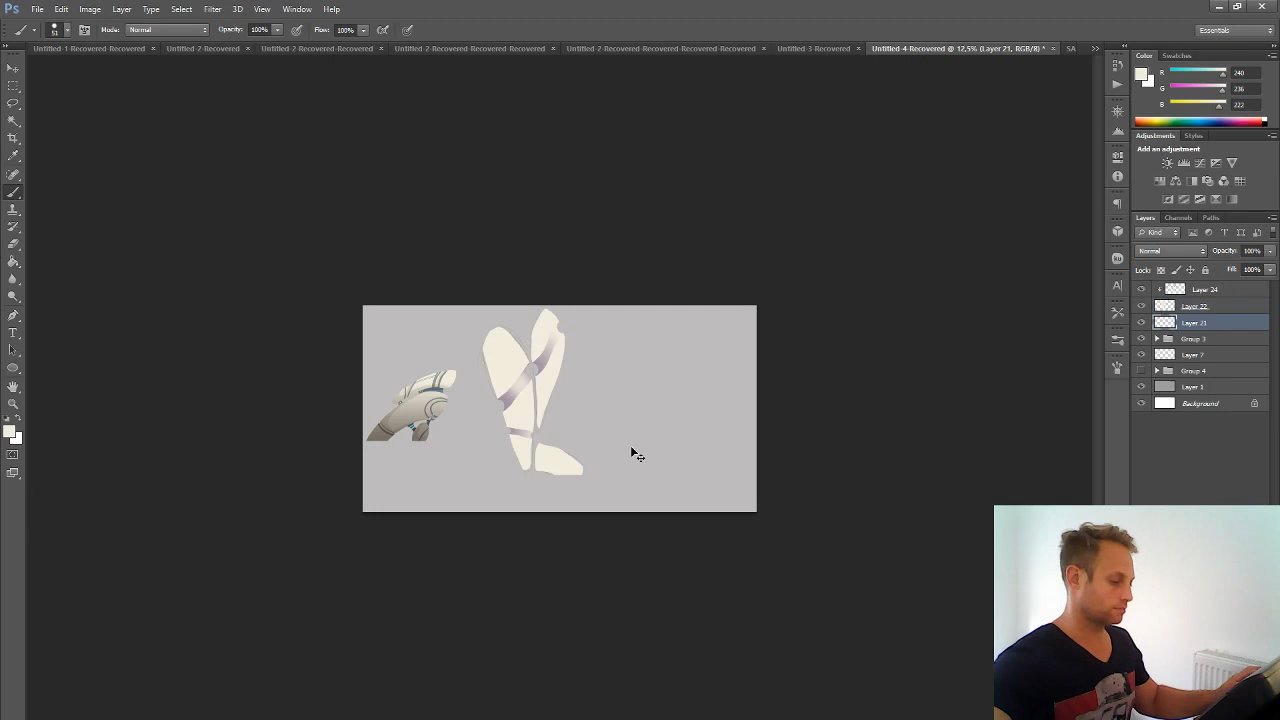 Ps File Edit Image Layer Type Select Filter 3D View Window Help
51 Mode: Normal Opacity: 100% Flow: 100% Essentials
Untitled-1-Recovered-Recovered × Untitled-2-Recovered × Untitled-2-Recovered-Recovered × Untitled-2-Recovered-Recovered-Recovered × Untitled-2-Recovered-Recovered-Recovered-Recovered × Untitled-3-Recovered × Untitled-4-Recovered @ 12,5% (Layer 21, RGB/8) * × SA
Color Swatches
R 240
G 236
B 222
Adjustments Styles
Add an adjustment
Layers Channels Paths
Kind
Normal Opacity: 100%
Lock: Fill: 100%
Layer 24
Layer 22
Layer 21
Group 3
Layer 7
Group 4
Layer 1
Background